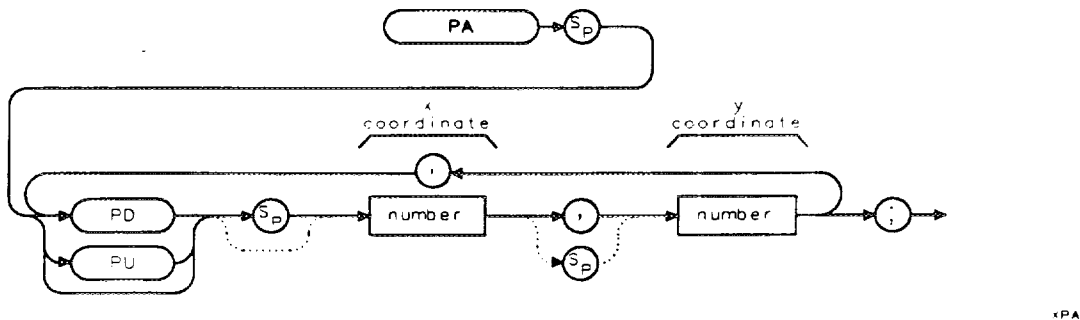 PA SP
x y
coordinate coordinate
,
PD SP number , number ;
PU SP
xPA